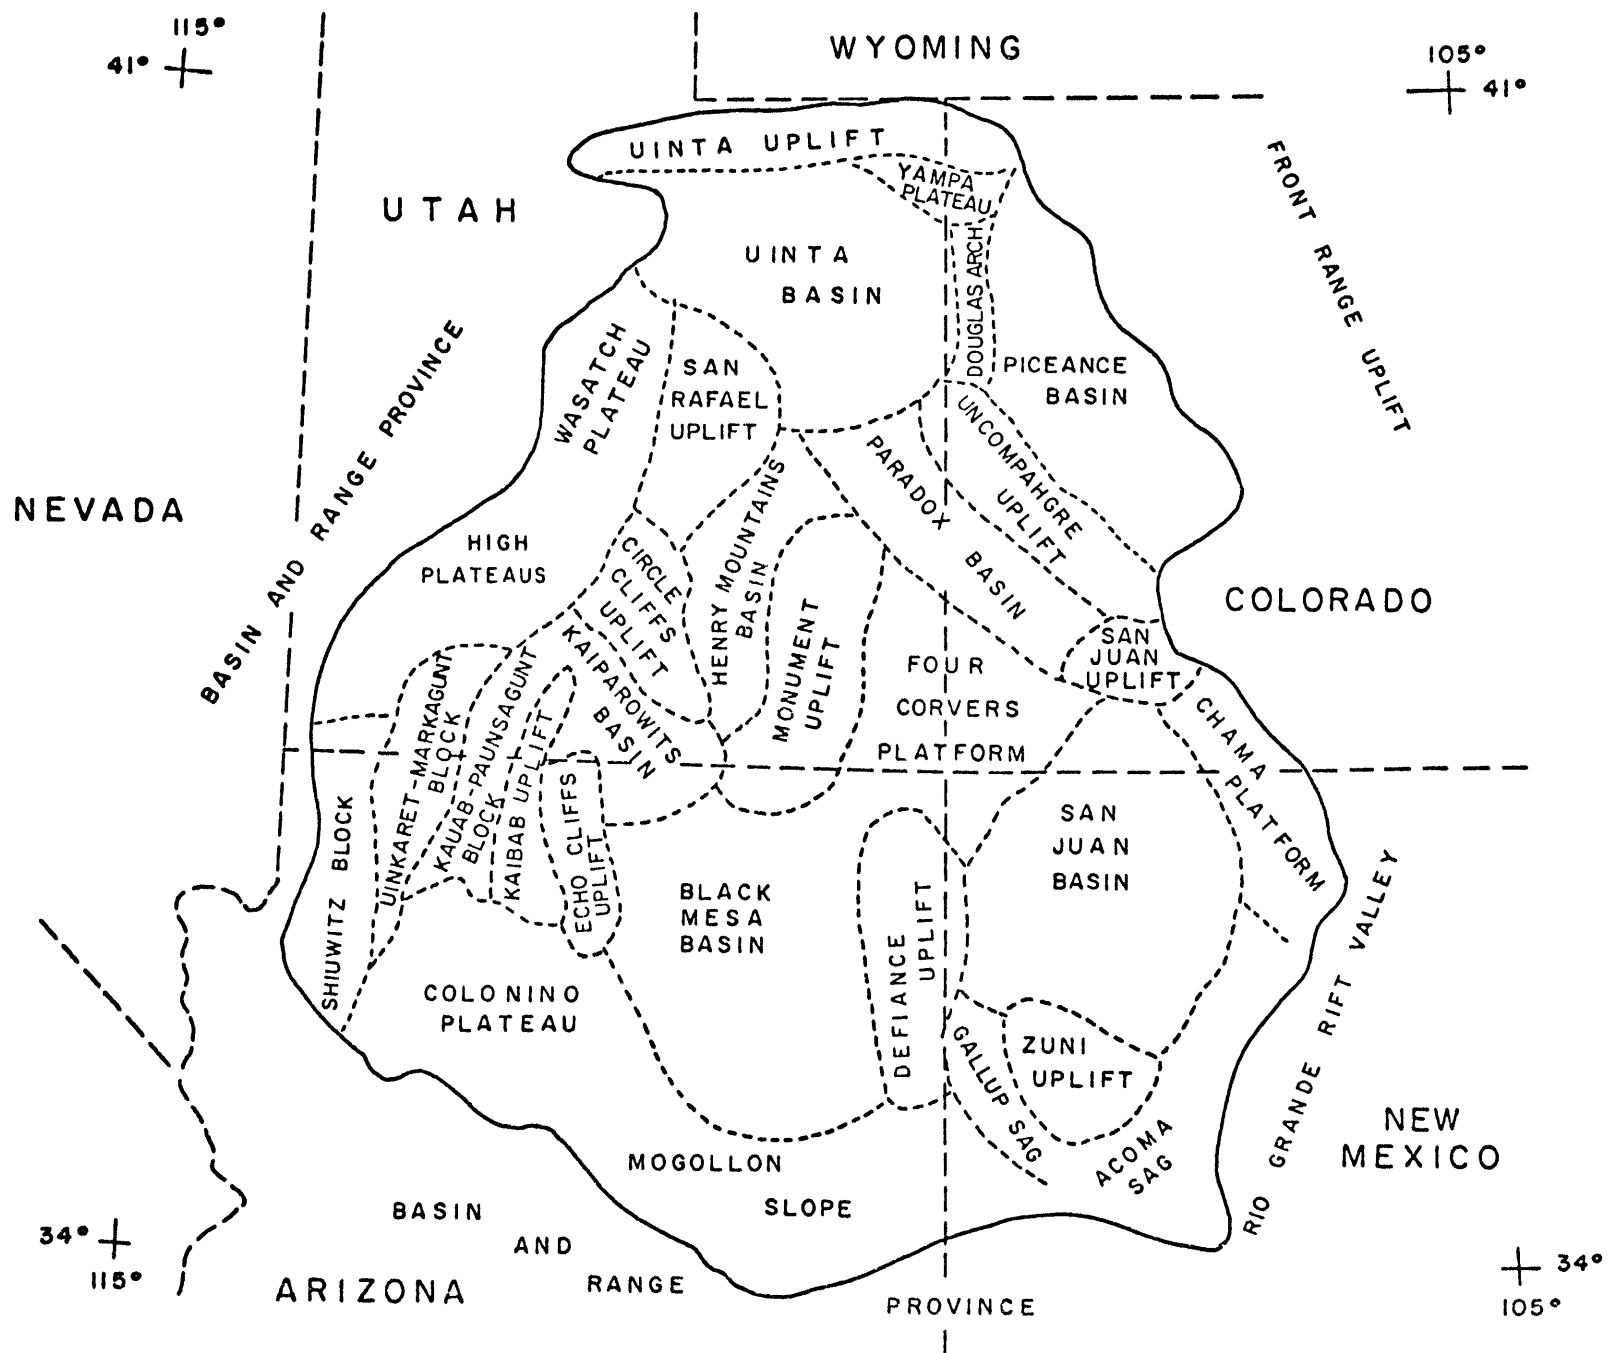 115°
41°
WYOMING
105°
41°
UINTA UPLIFT
YAMPA
PLATEAU
FRONT RANGE UPLIFT
UTAH
UINTA
BASIN
DOUGLAS ARCH
PICEANCE
BASIN
WASATCH
PLATEAU
SAN
RAFAEL
UPLIFT
BASIN AND RANGE PROVINCE
NEVADA
UNCOMPAHGRE
UPLIFT
PARADOX
BASIN
HIGH
PLATEAUS
CIRCLE
CLIFFS
UPLIFT
HENRY MOUNTAINS
BASIN
MONUMENT
UPLIFT
COLORADO
SAN
JUAN
UPLIFT
FOUR
CORVERS
PLATFORM
KAIPAROWITS
BASIN
CHAMA
PLATFORM
UINKARET-MARKAGUNT
BLOCK
KAUAB-PAUNSAGUNT
BLOCK
KAIBAB UPLIFT
ECHO CLIFFS
UPLIFT
SHIUWITZ BLOCK
SAN
JUAN
BASIN
BLACK
MESA
BASIN
DEFIANCE
UPLIFT
RIO GRANDE RIFT VALLEY
COLONINO
PLATEAU
GALLUP SAG
ZUNI
UPLIFT
ACOMA
SAG
NEW
MEXICO
MOGOLLON
SLOPE
BASIN
AND
RANGE
PROVINCE
ARIZONA
34°
115°
34°
105°